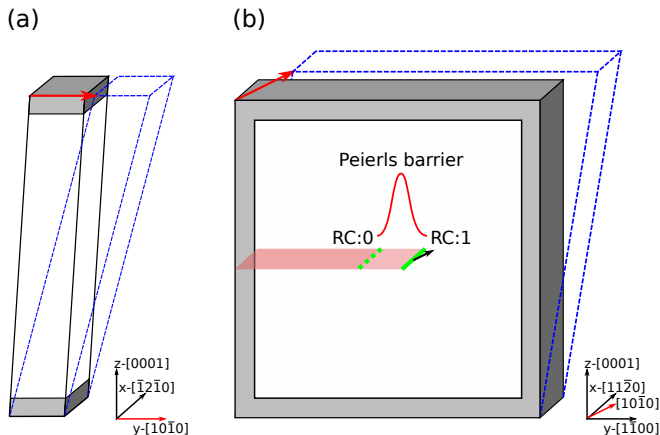 (a)
(b)
Peierls barrier
RC:0
RC:1
z-[0001]
x-[1̄21̄0]
y-[101̄0]
z-[0001]
x-[112̄0]
[101̄0]
y-[11̄00]